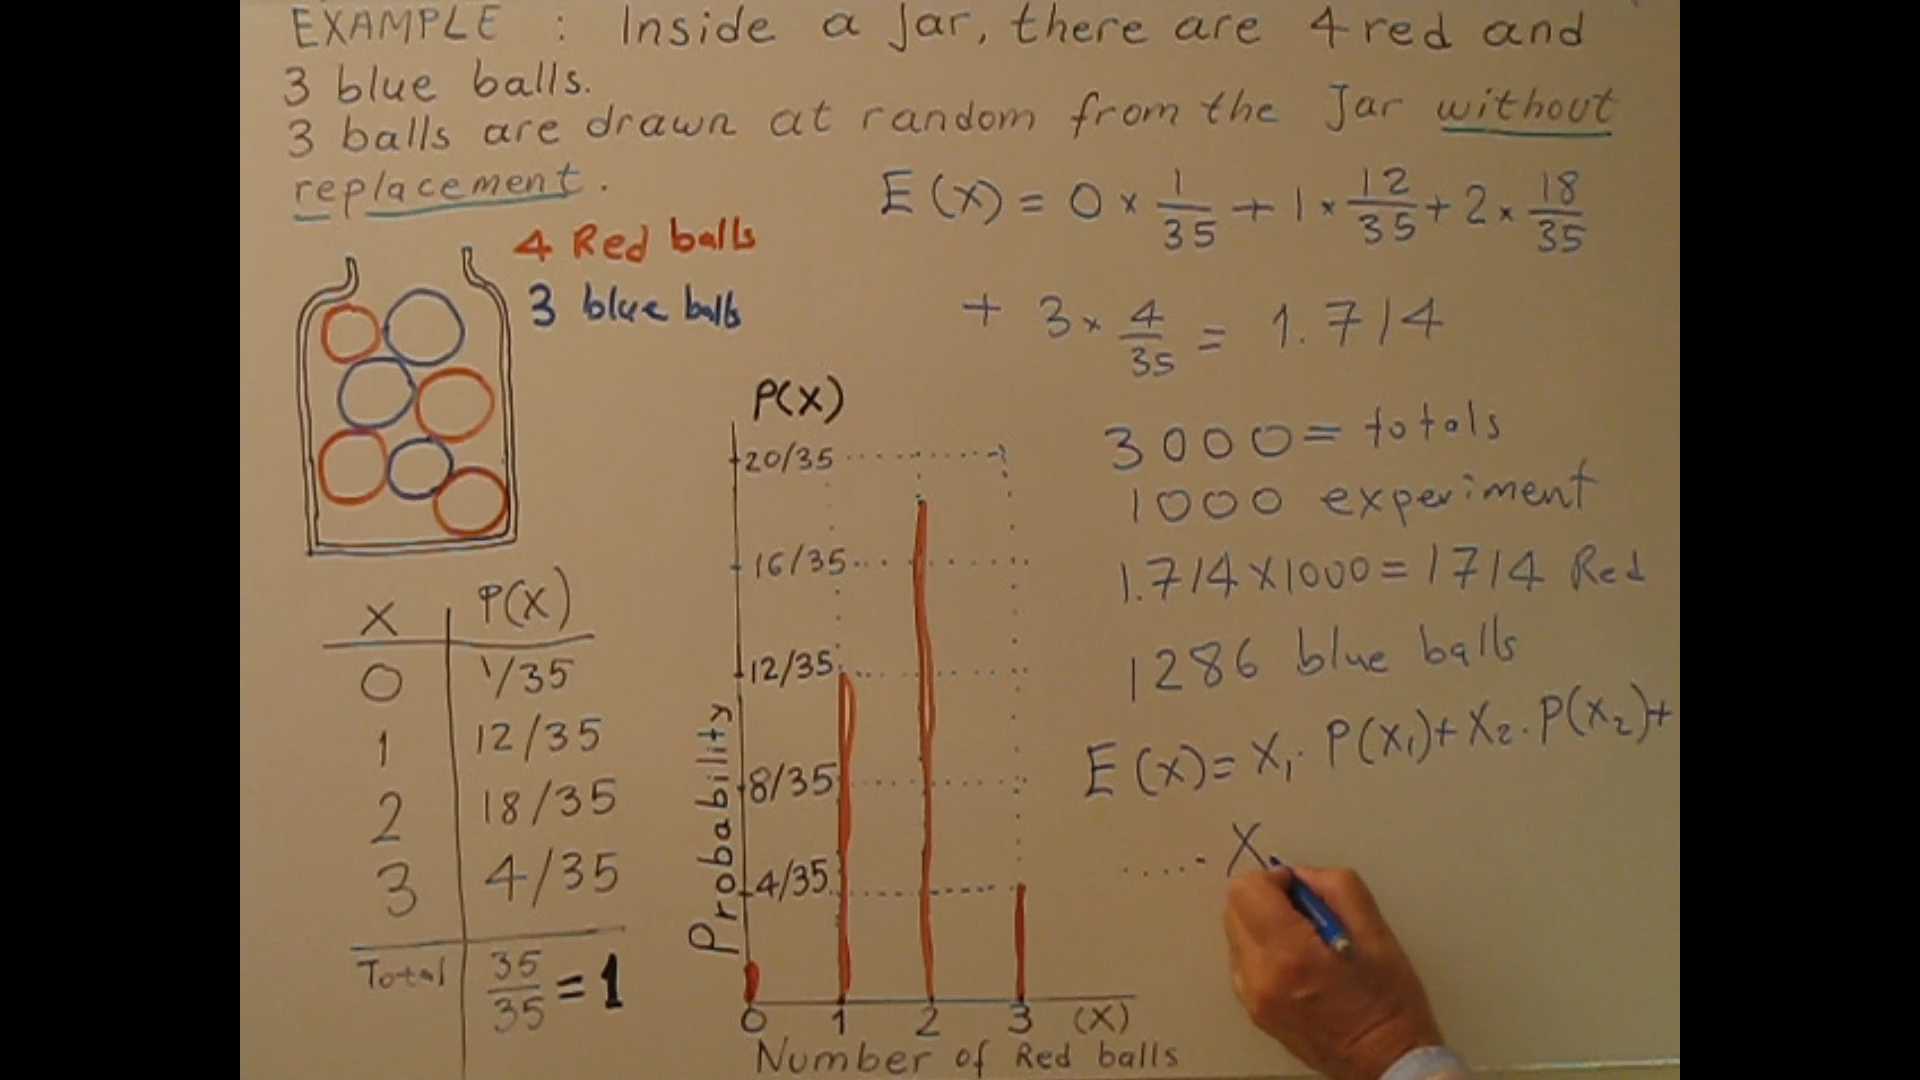 EXAMPLE : Inside a Jar, there are 4 red and
3 blue balls.
3 balls are drawn at random from the Jar without
replacement.
4 Red balls
3 blue balls
E(X) = 0 × 1/35 + 1 × 12/35 + 2 × 18/35
+ 3 × 4/35 = 1.714
3000 = totals
1000 experiment
1.714 X 1000 = 1714 Red
1286 blue balls
E(X) = X₁. P(X₁) + X₂. P(X₂) +
..... X
X P(X)
0 1/35
1 12/35
2 18/35
3 4/35
Total 35/35 = 1
P(X)
20/35
16/35
12/35
8/35
4/35
Probability
0 1 2 3 (X)
Number of Red balls